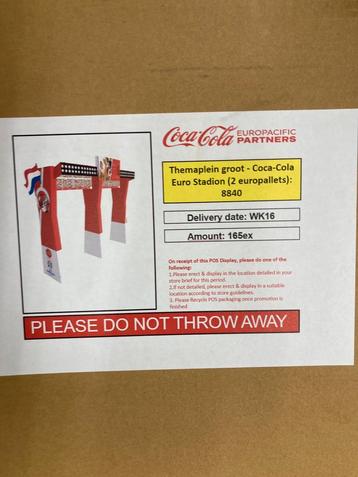 Coca-Cola EUROPACIFIC PARTNERS
Themaplein groot - Coca-Cola
Euro Stadion (2 europallets):
8840
Delivery date: WK16
Amount: 165ex
On receipt of this POS Display, please do one of the
following:
1.Please erect & display in the location detailed in your
store brief for this period.
2.If not detailed, please erect & display in a suitable
location according to store guidelines.
3. Please Recycle POS packaging once promotion is
finished
PLEASE DO NOT THROW AWAY